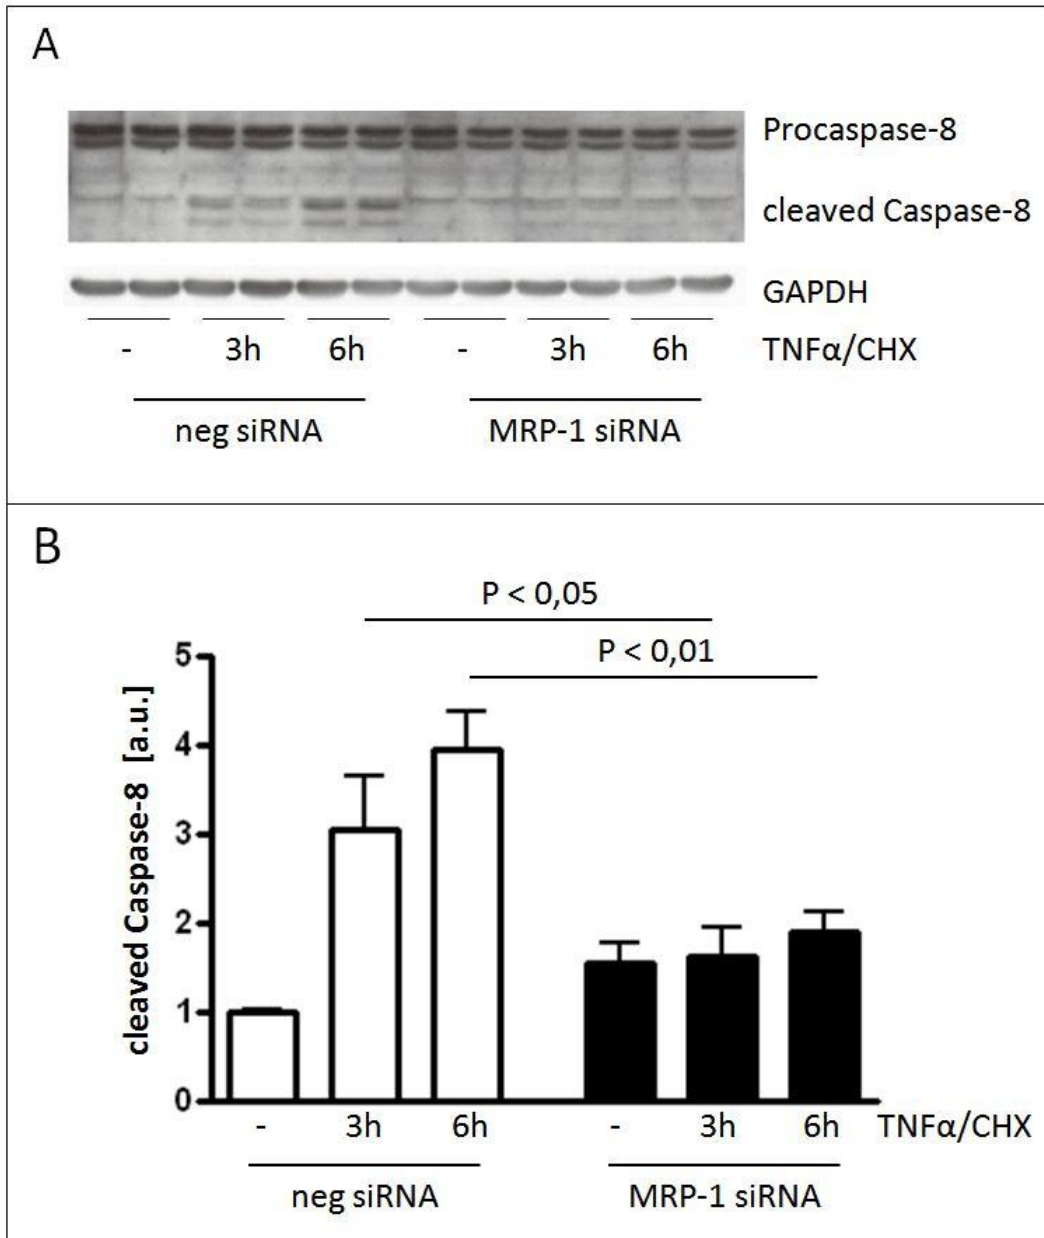 A
Procaspase-8
cleaved Caspase-8
GAPDH
- 3h 6h - 3h 6h TNFα/CHX
neg siRNA MRP-1 siRNA
B
P < 0,05
P < 0,01
cleaved Caspase-8 [a.u.]
5
4
3
2
1
0
- 3h 6h - 3h 6h TNFα/CHX
neg siRNA MRP-1 siRNA